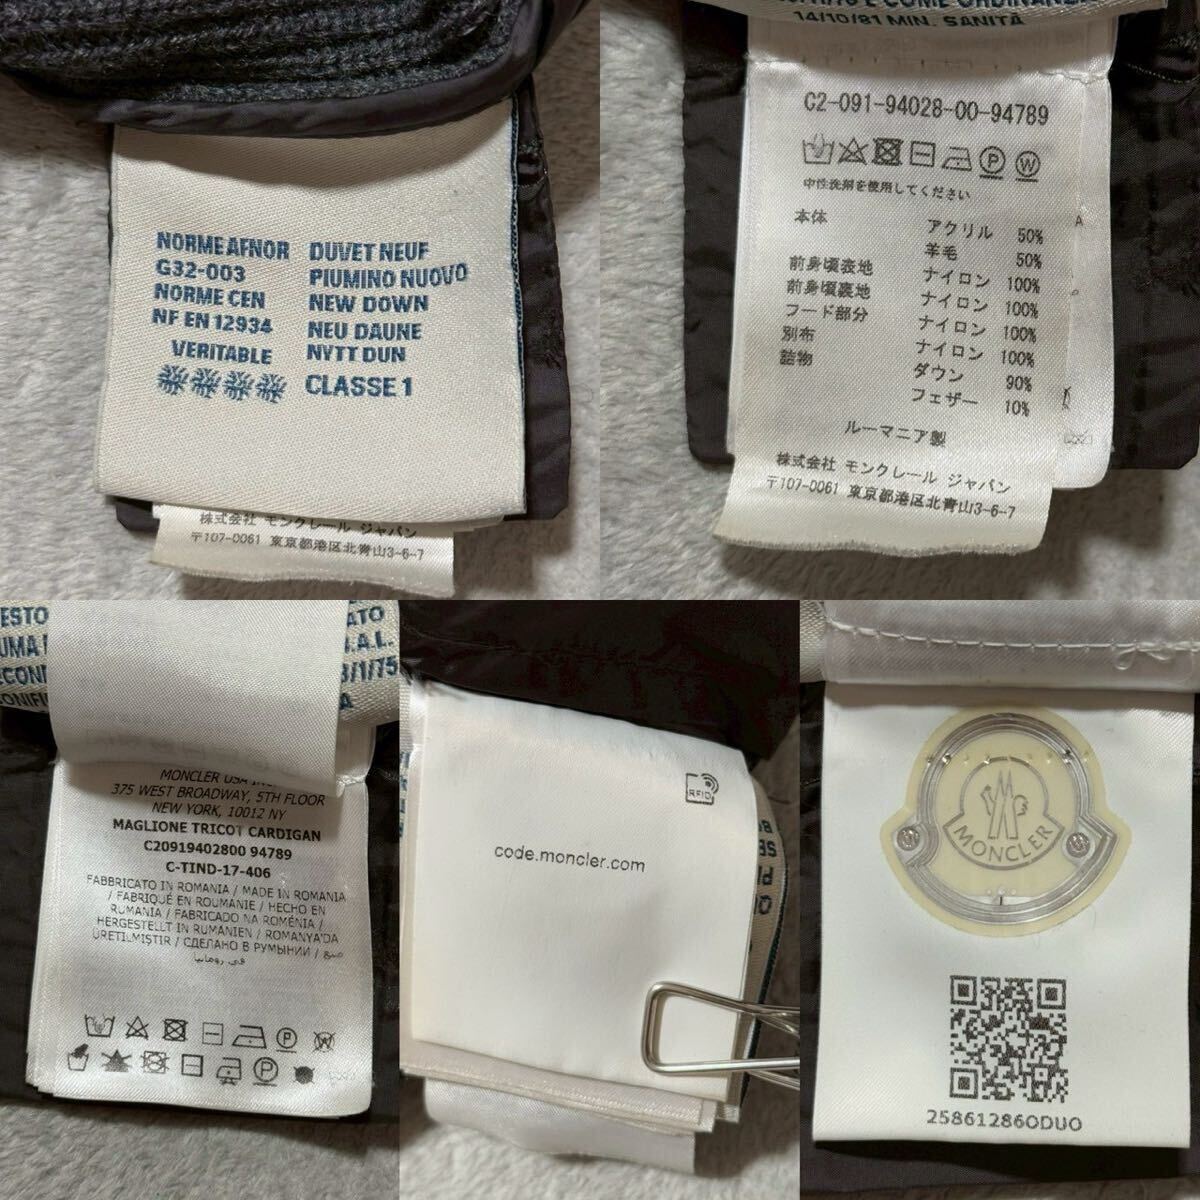 NORME AFNOR
G32-003
NORME CEN
NF EN 12934
VERITABLE
DUVET NEUF
PIUMINO NUOVO
NEW DOWN
NEU DAUNE
NYTT DUN
CLASSE 1
株式会社 モンクレール ジャパン
〒107-0061 東京都港区北青山3-6-7
E COME ORDINANZA
14/10/81 MIN. SANITÀ
C2-091-94028-00-94789
中性洗剤を使用してください
本体 アクリル 50%
羊毛 50%
前身頃表地 ナイロン 100%
前身頃裏地 ナイロン 100%
フード部分 ナイロン 100%
別布 ナイロン 100%
詰物 ダウン 90%
フェザー 10%
ルーマニア製
株式会社 モンクレール ジャパン
〒107-0061 東京都港区北青山3-6-7
MONCLER USA
375 WEST BROADWAY, 5TH FLOOR
NEW YORK, 10012 NY
MAGLIONE TRICOT CARDIGAN
C20919402800 94789
C-TIND-17-406
FABBRICATO IN ROMANIA / MADE IN ROMANIA
/ FABRIQUÉ EN ROUMANIE / HECHO EN
RUMANIA / FABRICADO NA ROMÉNIA /
HERGESTELLT IN RUMÄNIEN / ROMANYA'DA
ÜRETILMIŞTIR / СДЕЛАНО В РУМЫНИИ / صنع
في رومانيا
RFID
code.moncler.com
MONCLER
258612860DUO